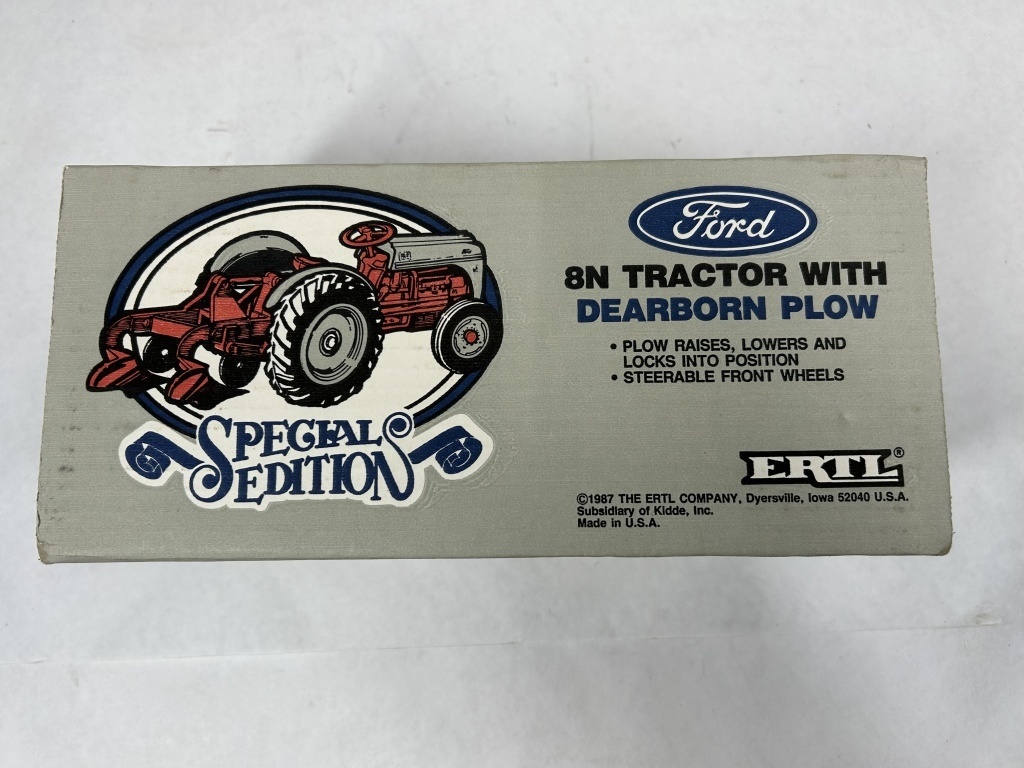 Ford
8N TRACTOR WITH
DEARBORN PLOW
• PLOW RAISES, LOWERS AND
LOCKS INTO POSITION
• STEERABLE FRONT WHEELS
SPECIAL
EDITION
ERTL®
©1987 THE ERTL COMPANY, Dyersville, Iowa 52040 U.S.A.
Subsidiary of Kidde, Inc.
Made in U.S.A.